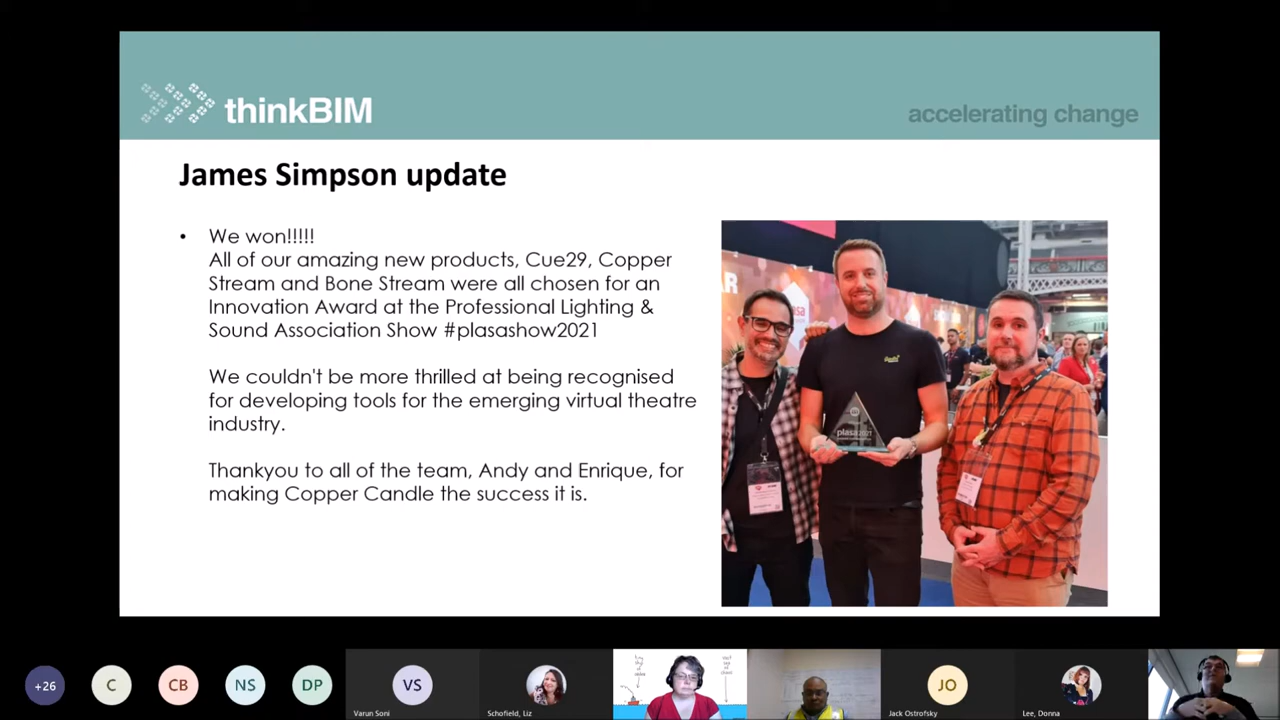 thinkBIM
accelerating change
James Simpson update
• We won!!!!!
All of our amazing new products, Cue29, Copper
Stream and Bone Stream were all chosen for an
Innovation Award at the Professional Lighting &
Sound Association Show #plasashow2021
We couldn't be more thrilled at being recognised
for developing tools for the emerging virtual theatre
industry.
Thankyou to all of the team, Andy and Enrique, for
making Copper Candle the success it is.
plasa2021
+26
C
CB
NS
DP
VS
JO
Varun Soni
Schofield, Liz
Jack Ostrofsky
Lee, Donna